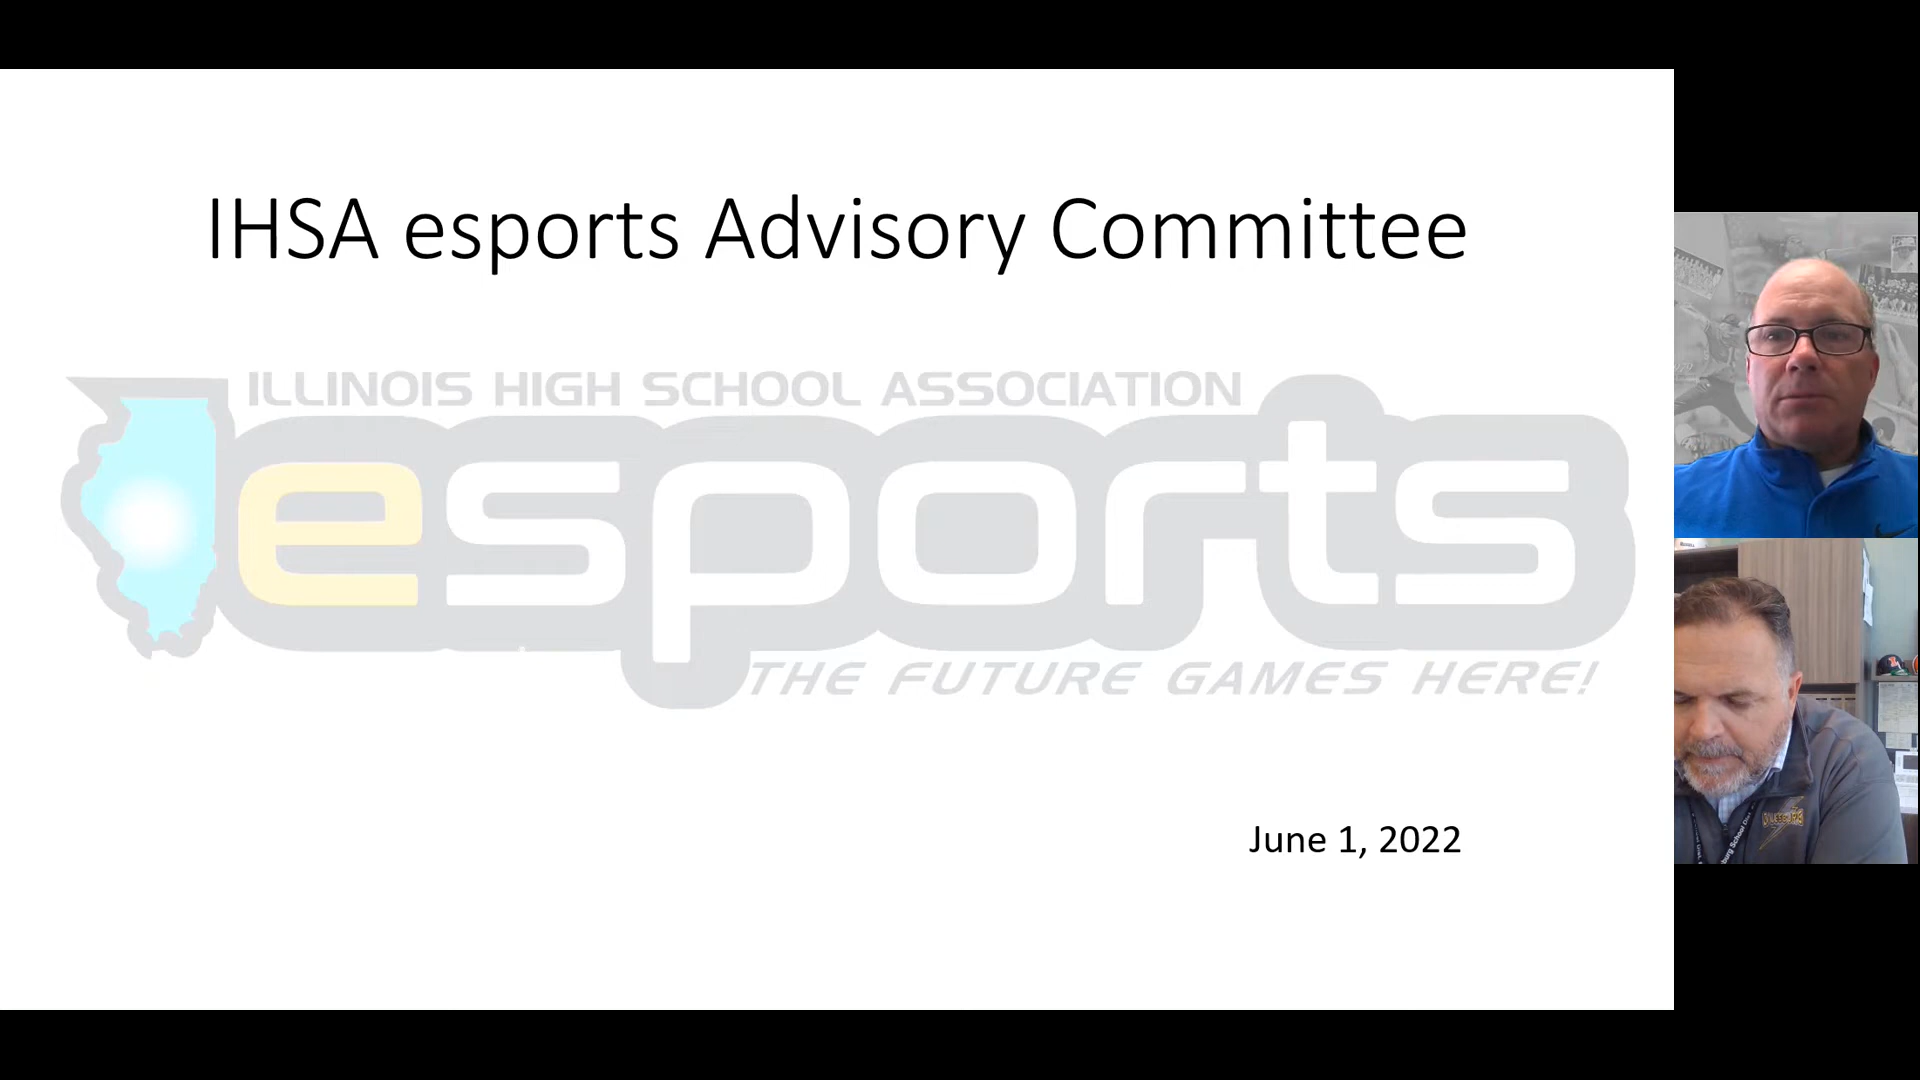 IHSA esports Advisory Committee
ILLINOIS HIGH SCHOOL ASSOCIATION
esports
THE FUTURE GAMES HERE!
June 1, 2022